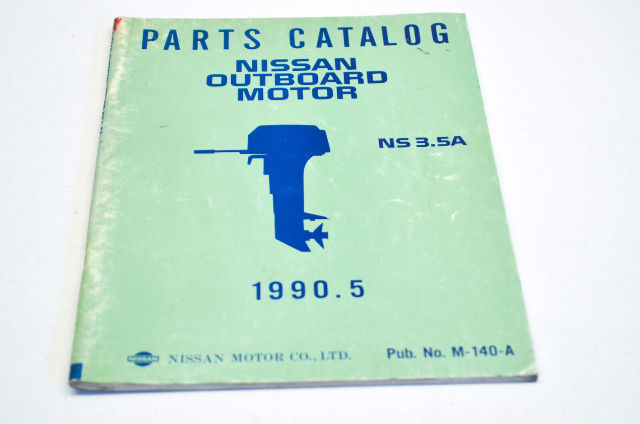 PARTS CATALOG
NISSAN
OUTBOARD
MOTOR
NS 3.5A
1990.5
NISSAN NISSAN MOTOR CO., LTD.
Pub. No. M-140-A